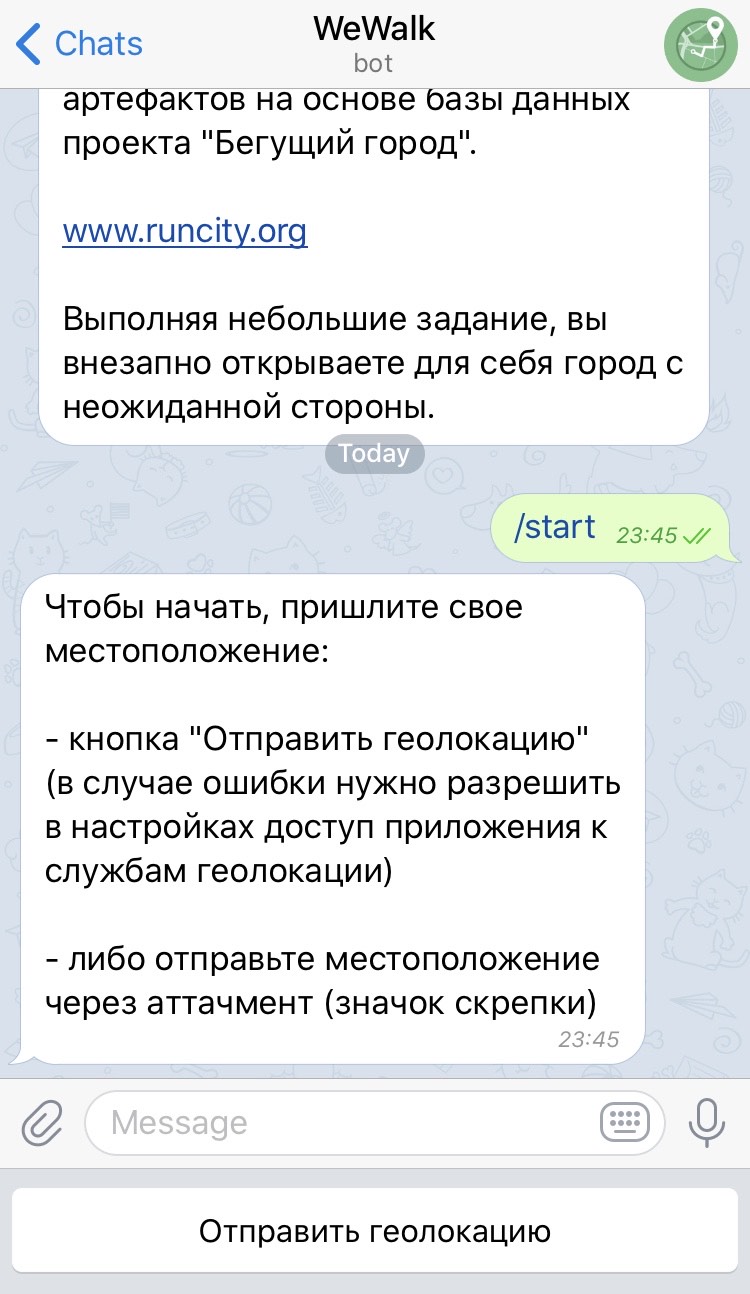 Chats
WeWalk
bot
артефактов на основе базы данных
проекта "Бегущий город".
www.runcity.org
Выполняя небольшие задание, вы
внезапно открываете для себя город с
неожиданной стороны.
Today
/start 23:45
Чтобы начать, пришлите свое
местоположение:
- кнопка "Отправить геолокацию"
(в случае ошибки нужно разрешить
в настройках доступ приложения к
службам геолокации)
- либо отправьте местоположение
через аттачмент (значок скрепки)
23:45
Message
Отправить геолокацию